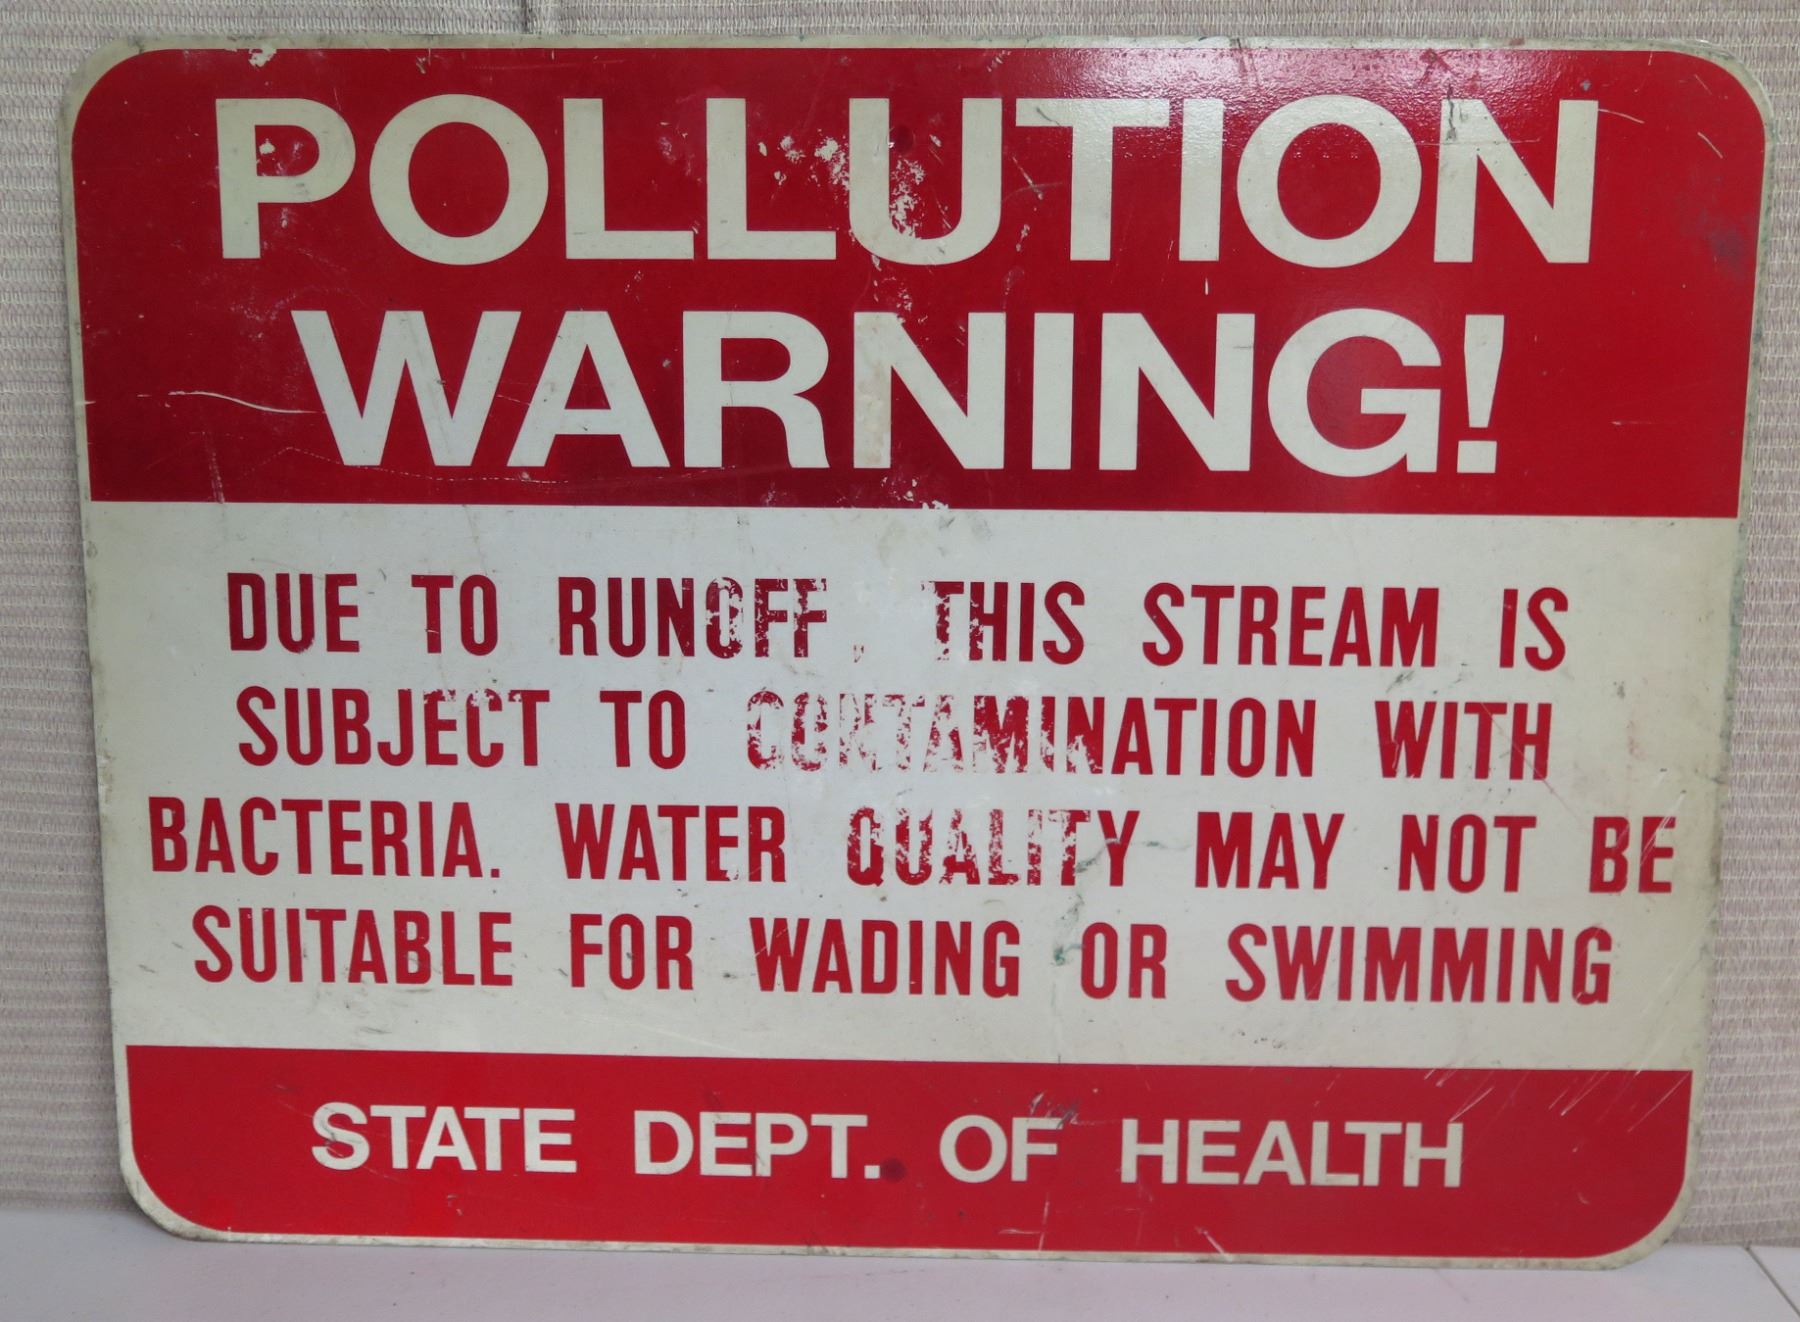 POLLUTION
WARNING!
DUE TO RUNOFF, THIS STREAM IS
SUBJECT TO CONTAMINATION WITH
BACTERIA. WATER QUALITY MAY NOT BE
SUITABLE FOR WADING OR SWIMMING
STATE DEPT. OF HEALTH